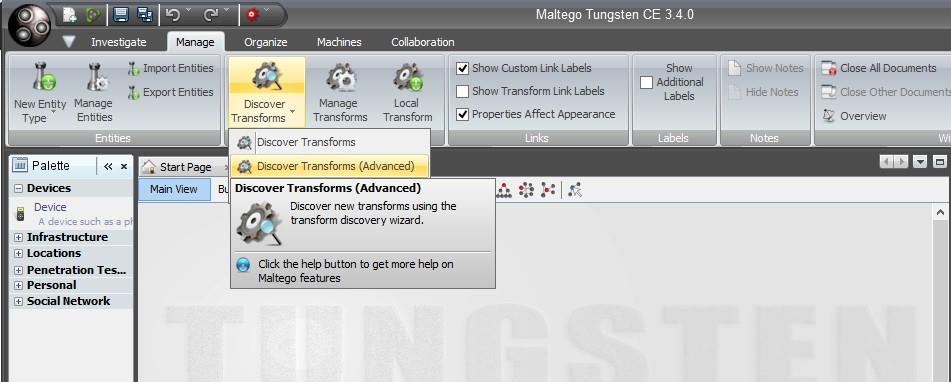 Maltego Tungsten CE 3.4.0
Investigate Manage Organize Machines Collaboration
New Entity Type
Manage Entities
Import Entities
Export Entities
Entities
Discover Transforms
Manage Transforms
Local Transform
Show Custom Link Labels
Show Transform Link Labels
Properties Affect Appearance
Links
Show Additional Labels
Labels
Show Notes
Hide Notes
Notes
Close All Documents
Close Other Documents
Overview
Wi
Discover Transforms
Discover Transforms (Advanced)
Palette
Start Page
Main View
Bu
Discover Transforms (Advanced)
Discover new transforms using the
transform discovery wizard.
Click the help button to get more help on
Maltego features
Devices
Device
A device such as a ph
Infrastructure
Locations
Penetration Tes...
Personal
Social Network
TUNGSTEN